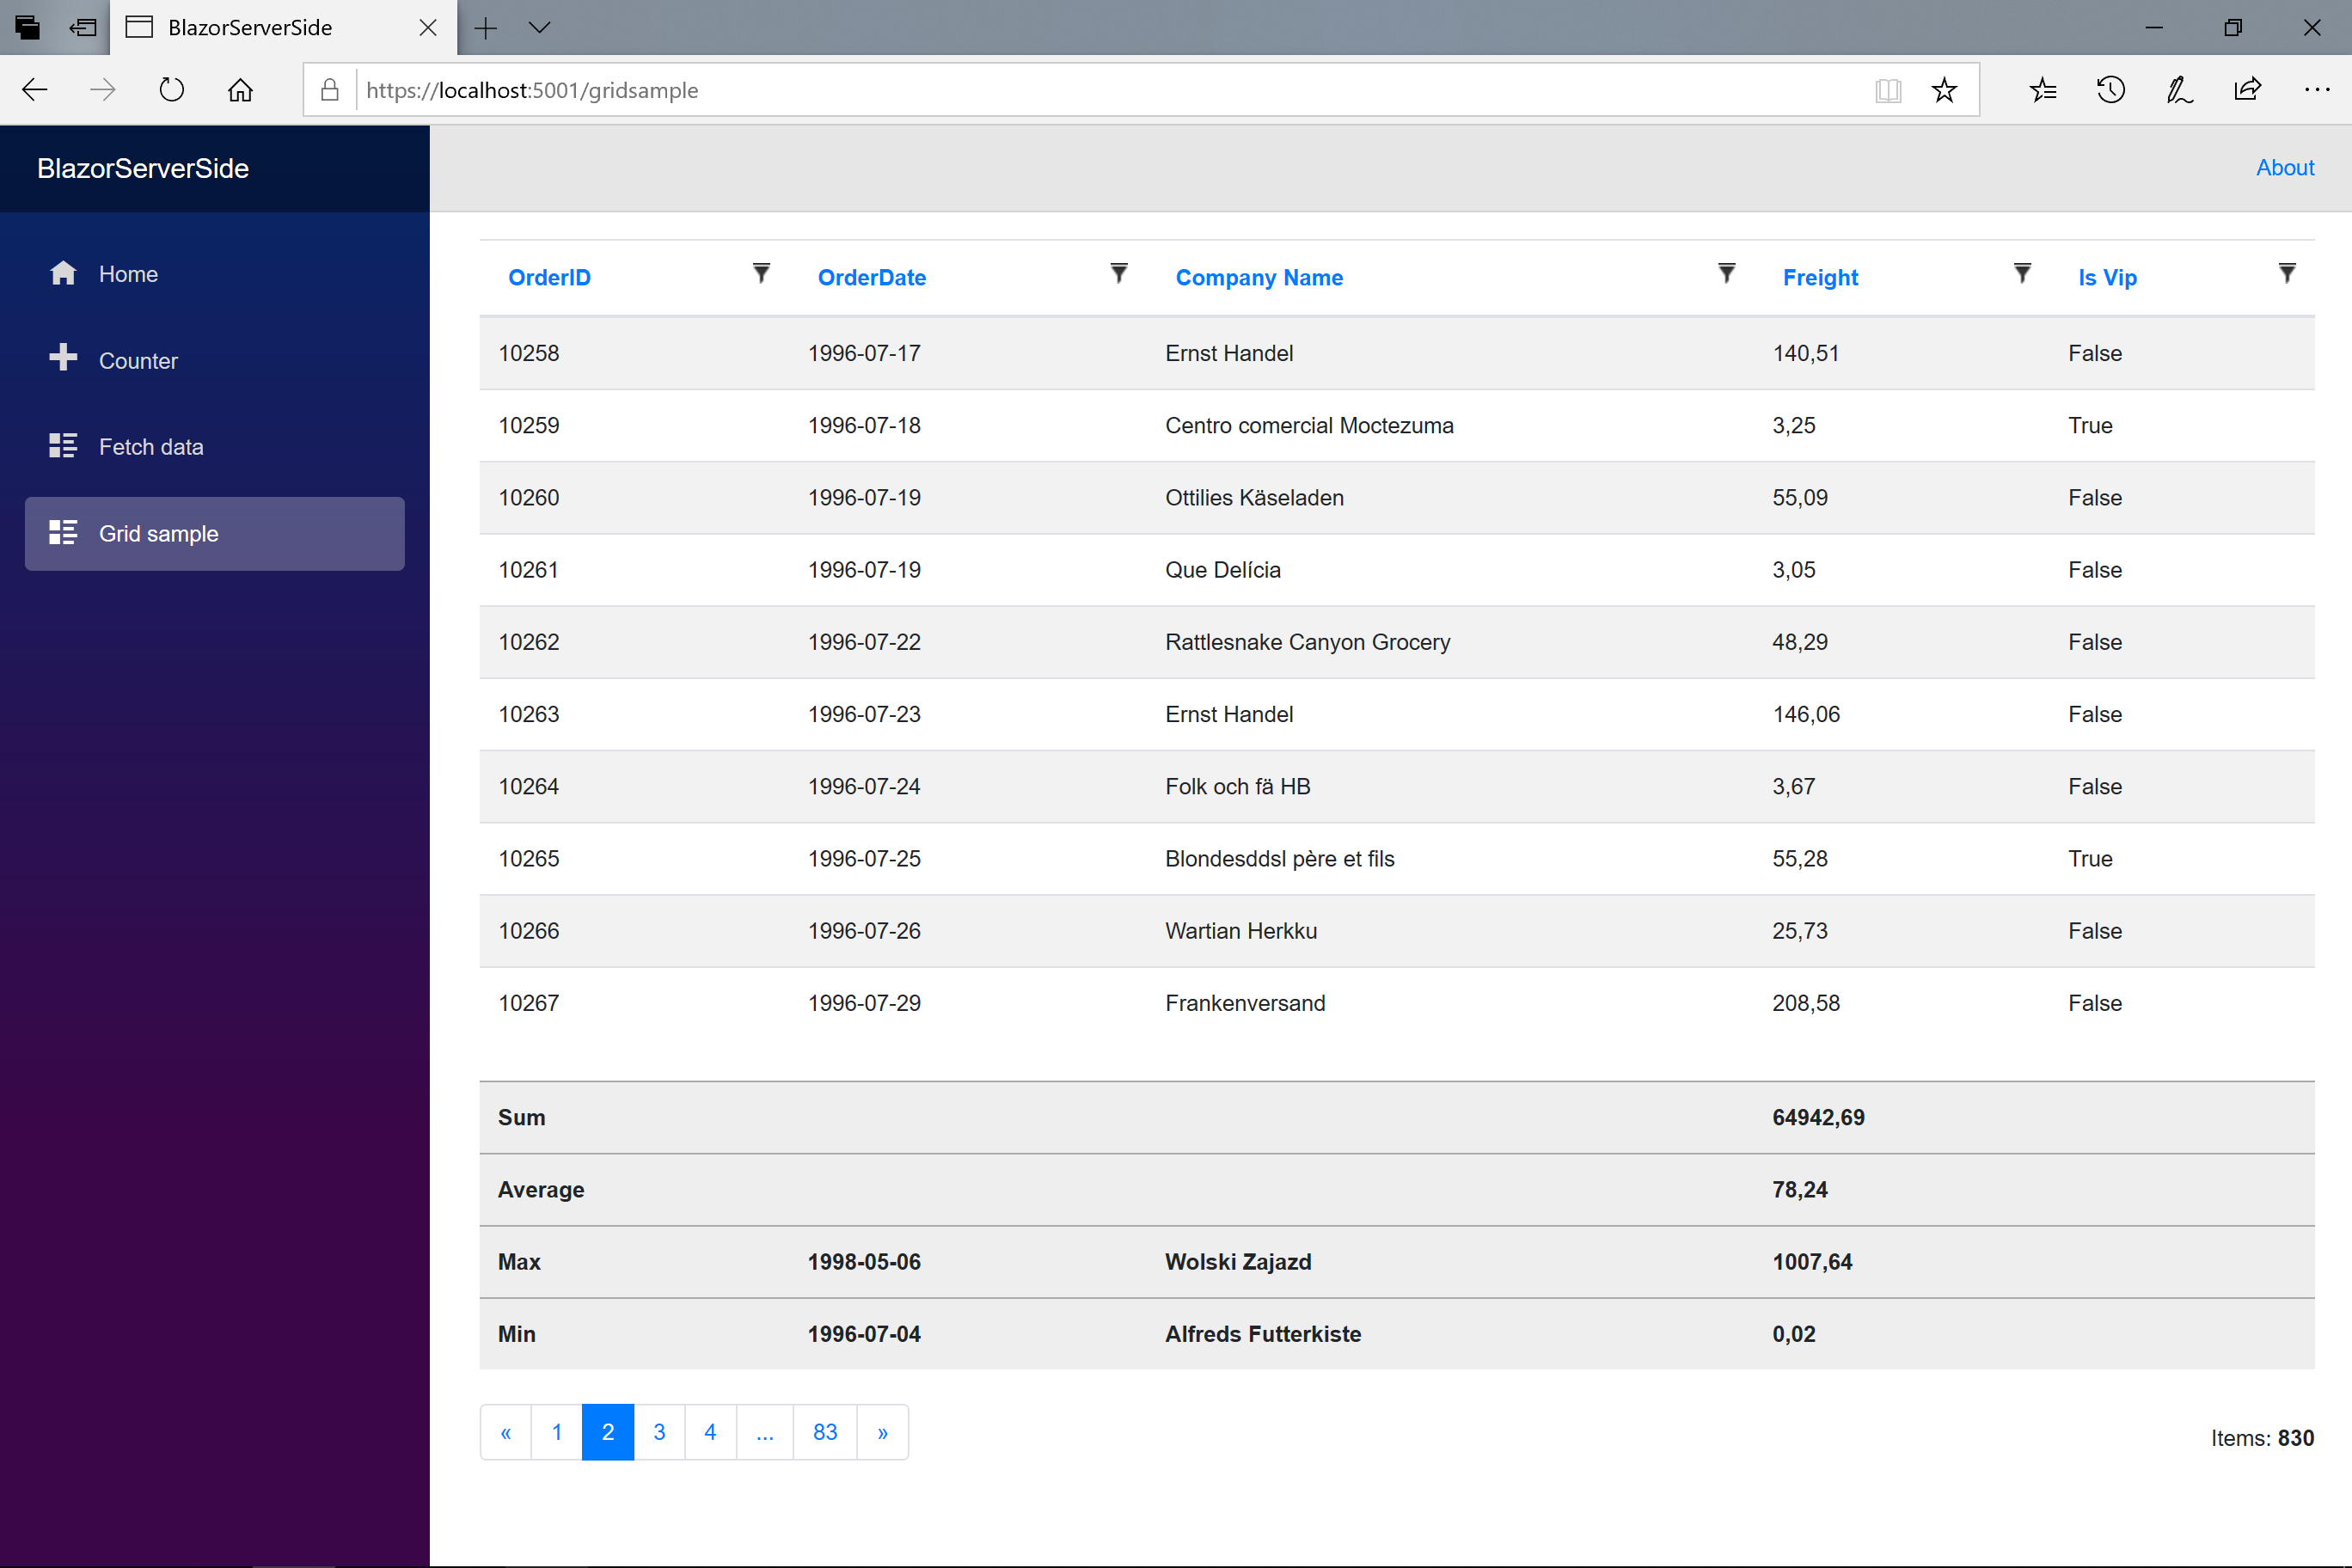 BlazorServerSide
https://localhost:5001/gridsample
BlazorServerSide
About
Home
Counter
Fetch data
Grid sample
OrderID OrderDate Company Name Freight Is Vip
10258 1996-07-17 Ernst Handel 140,51 False
10259 1996-07-18 Centro comercial Moctezuma 3,25 True
10260 1996-07-19 Ottilies Käseladen 55,09 False
10261 1996-07-19 Que Delícia 3,05 False
10262 1996-07-22 Rattlesnake Canyon Grocery 48,29 False
10263 1996-07-23 Ernst Handel 146,06 False
10264 1996-07-24 Folk och fä HB 3,67 False
10265 1996-07-25 Blondesddsl père et fils 55,28 True
10266 1996-07-26 Wartian Herkku 25,73 False
10267 1996-07-29 Frankenversand 208,58 False
Sum 64942,69
Average 78,24
Max 1998-05-06 Wolski Zajazd 1007,64
Min 1996-07-04 Alfreds Futterkiste 0,02
« 1 2 3 4 ... 83 »
Items: 830